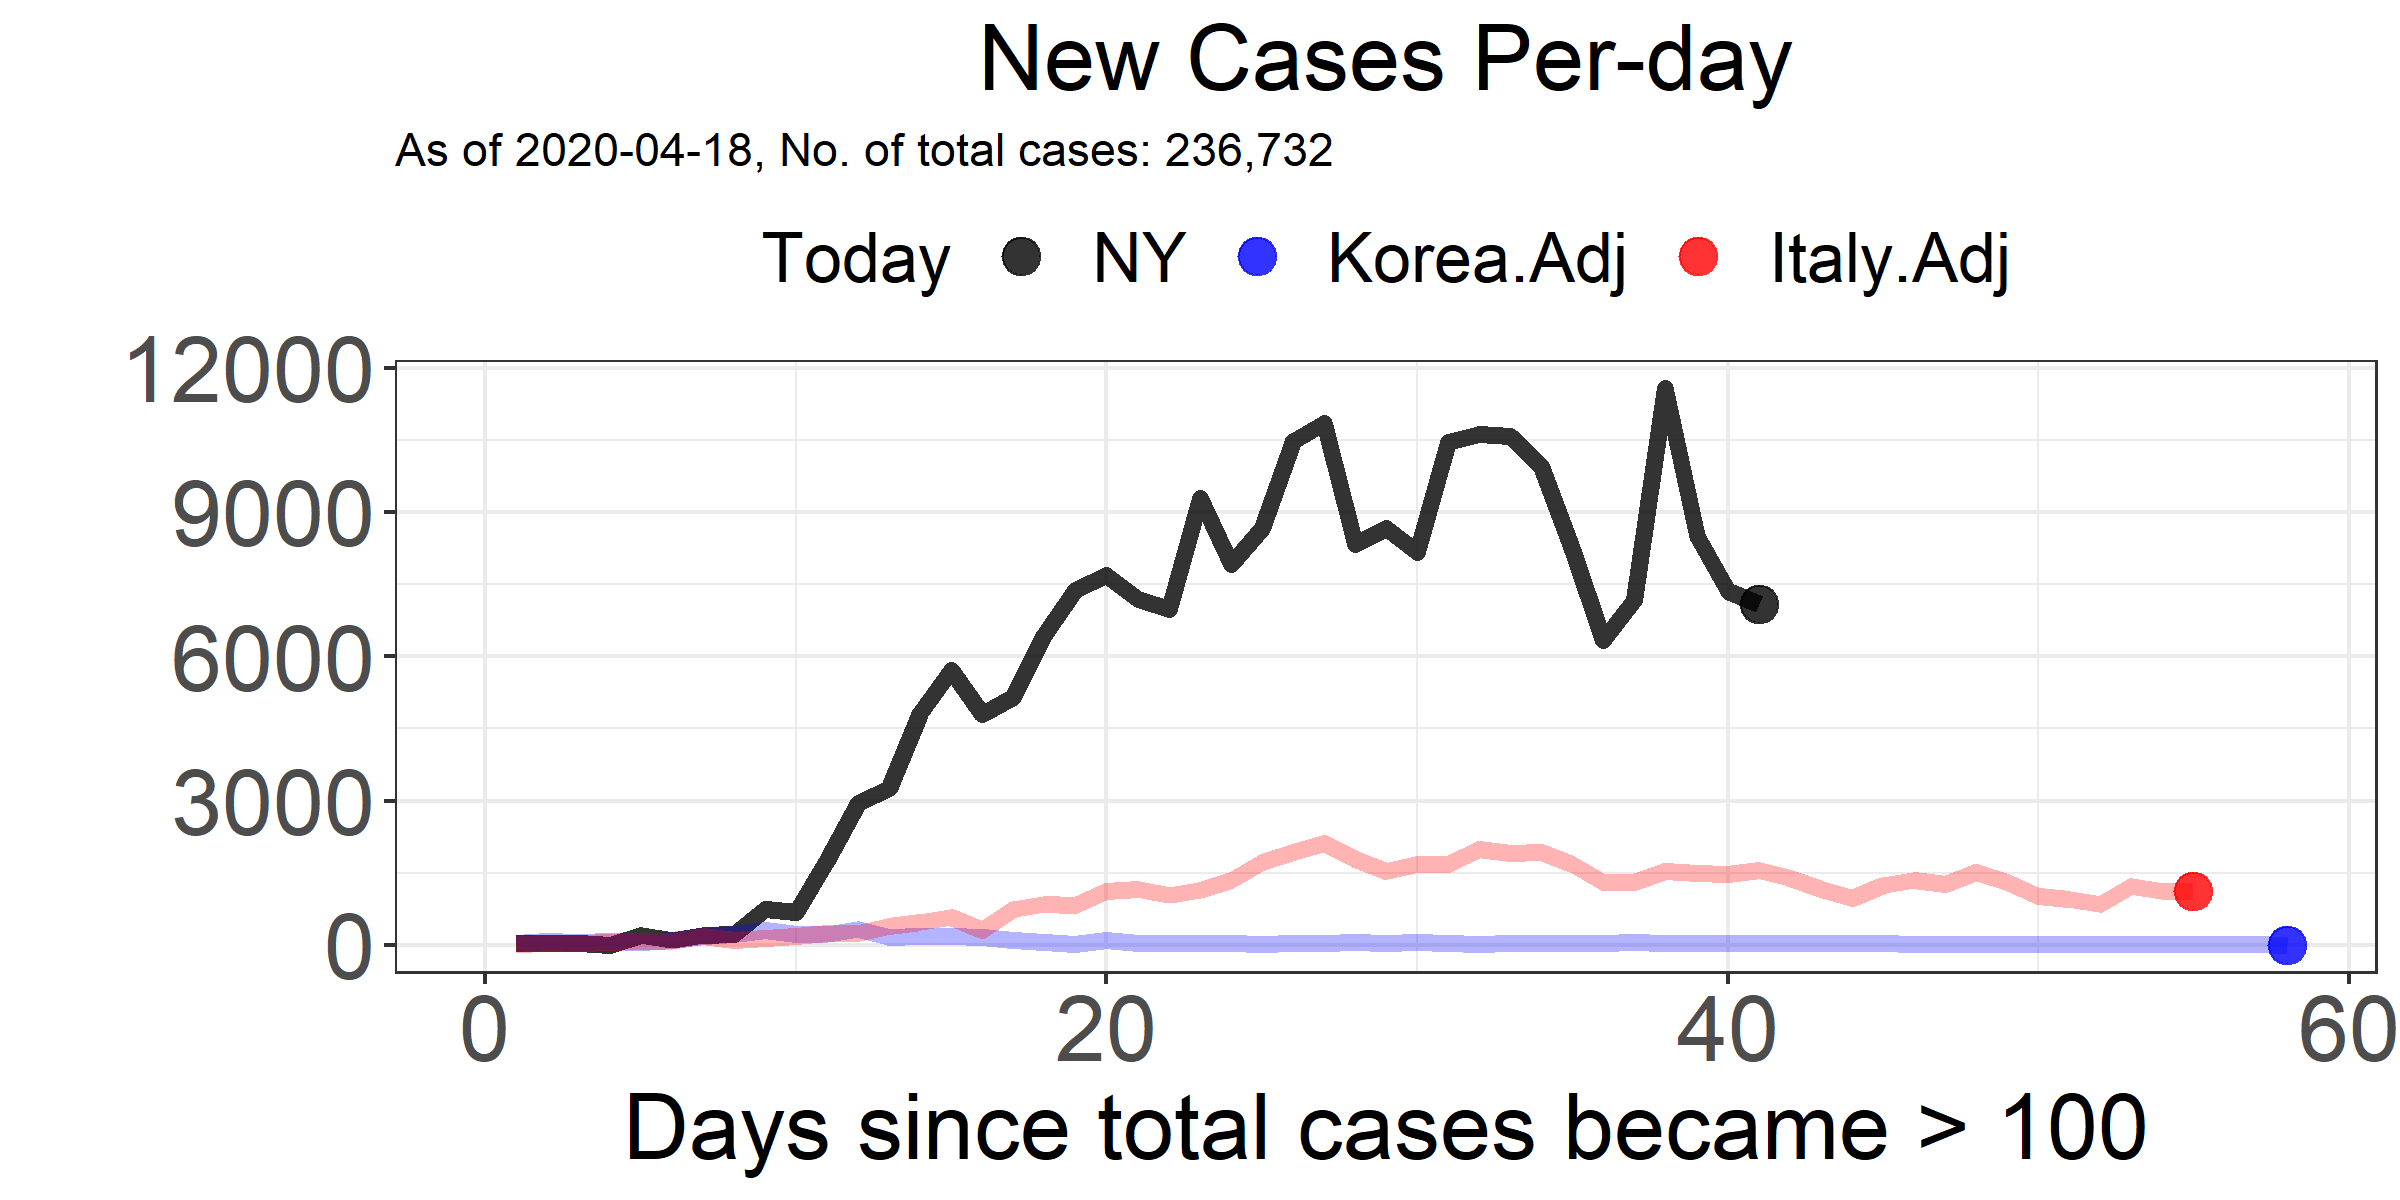 New Cases Per-day
As of 2020-04-18, No. of total cases: 236,732
Today NY Korea.Adj Italy.Adj
12000
9000
6000
3000
0
0 20 40 60
Days since total cases became > 100